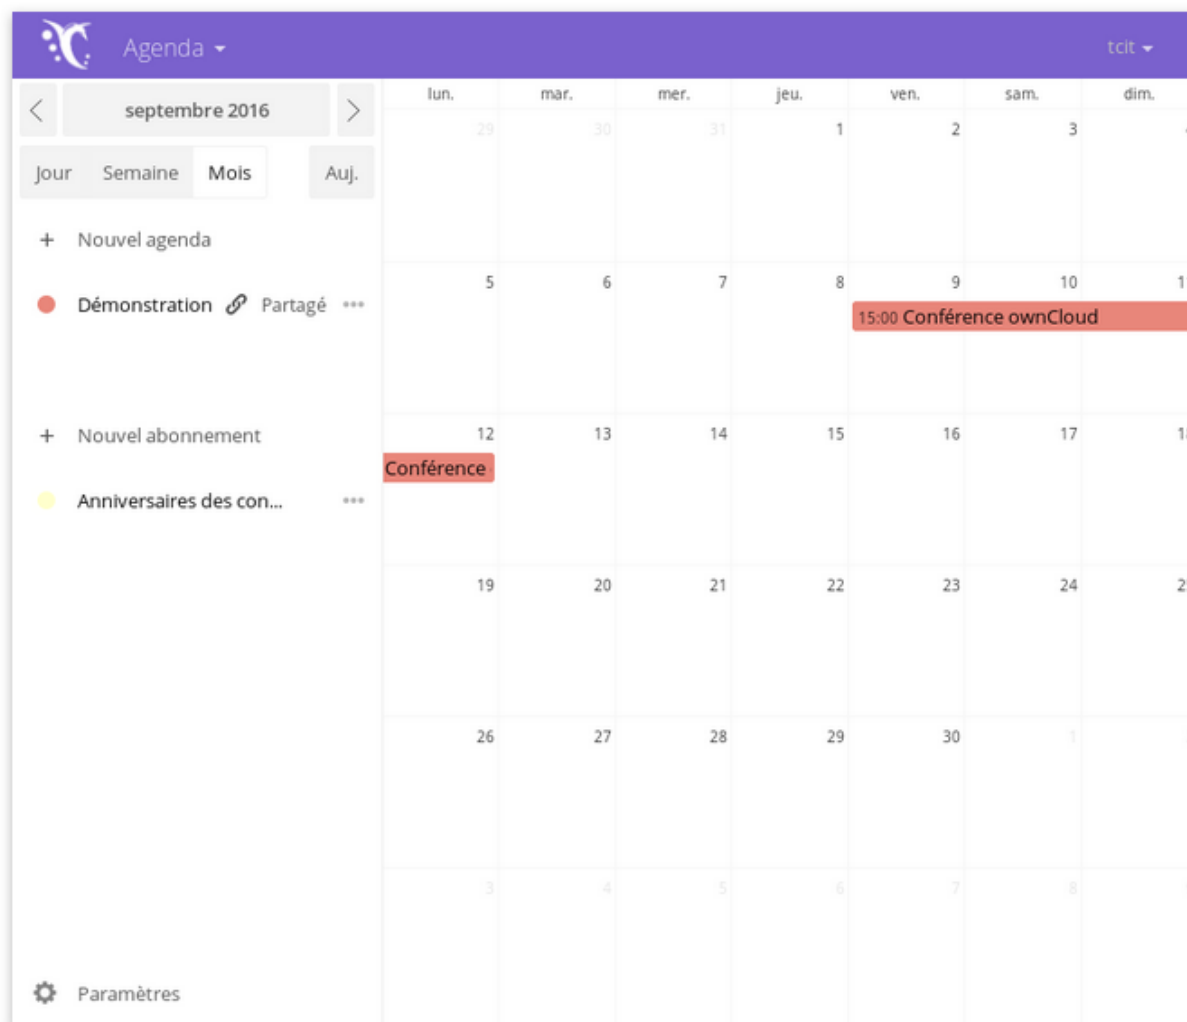 Agenda
tcit
septembre 2016
Jour Semaine Mois Auj.
+ Nouvel agenda
Démonstration Partagé
+ Nouvel abonnement
Anniversaires des con...
Paramètres
lun. mar. mer. jeu. ven. sam. dim.
29 30 31 1 2 3
5 6 7 8 9 10
15:00 Conférence ownCloud
12 13 14 15 16 17
Conférence
19 20 21 22 23 24
26 27 28 29 30 1
3 4 5 6 7 8